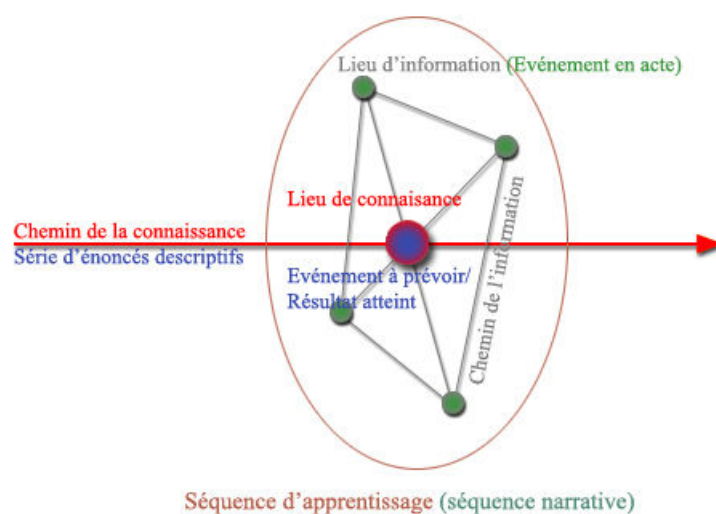 Lieu d'information (Evénement en acte)
Lieu de connaisance
Chemin de la connaissance
Série d'énoncés descriptifs
Evénement à prévoir/
Résultat atteint
Chemin de l'information
Séquence d'apprentissage (séquence narrative)